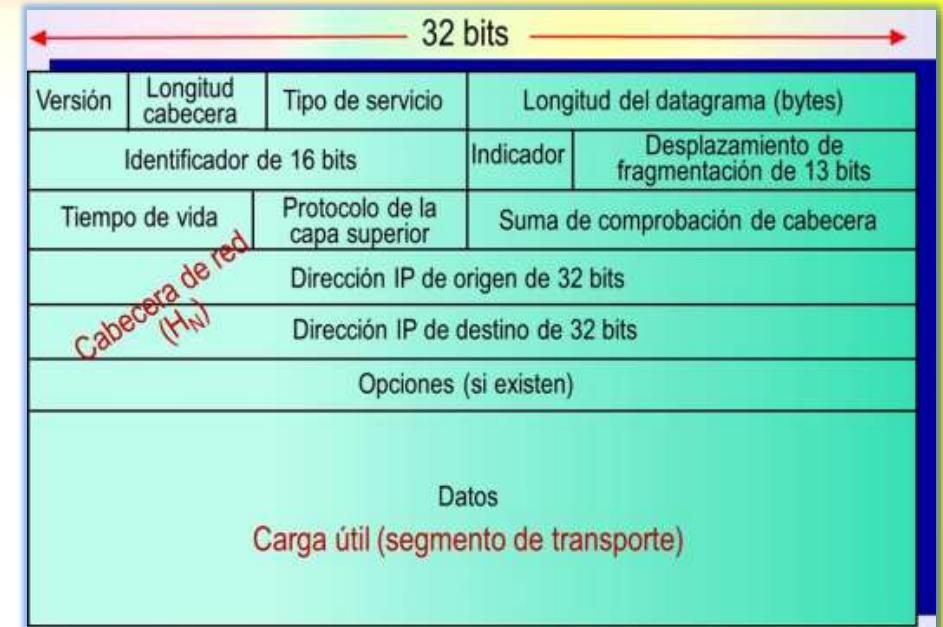 32 bits
Versión
Longitud
cabecera
Tipo de servicio
Longitud del datagrama (bytes)
Identificador de 16 bits
Indicador
Desplazamiento de
fragmentación de 13 bits
Tiempo de vida
Protocolo de la
capa superior
Suma de comprobación de cabecera
Cabecera de red
(HN)
Dirección IP de origen de 32 bits
Dirección IP de destino de 32 bits
Opciones (si existen)
Datos
Carga útil (segmento de transporte)